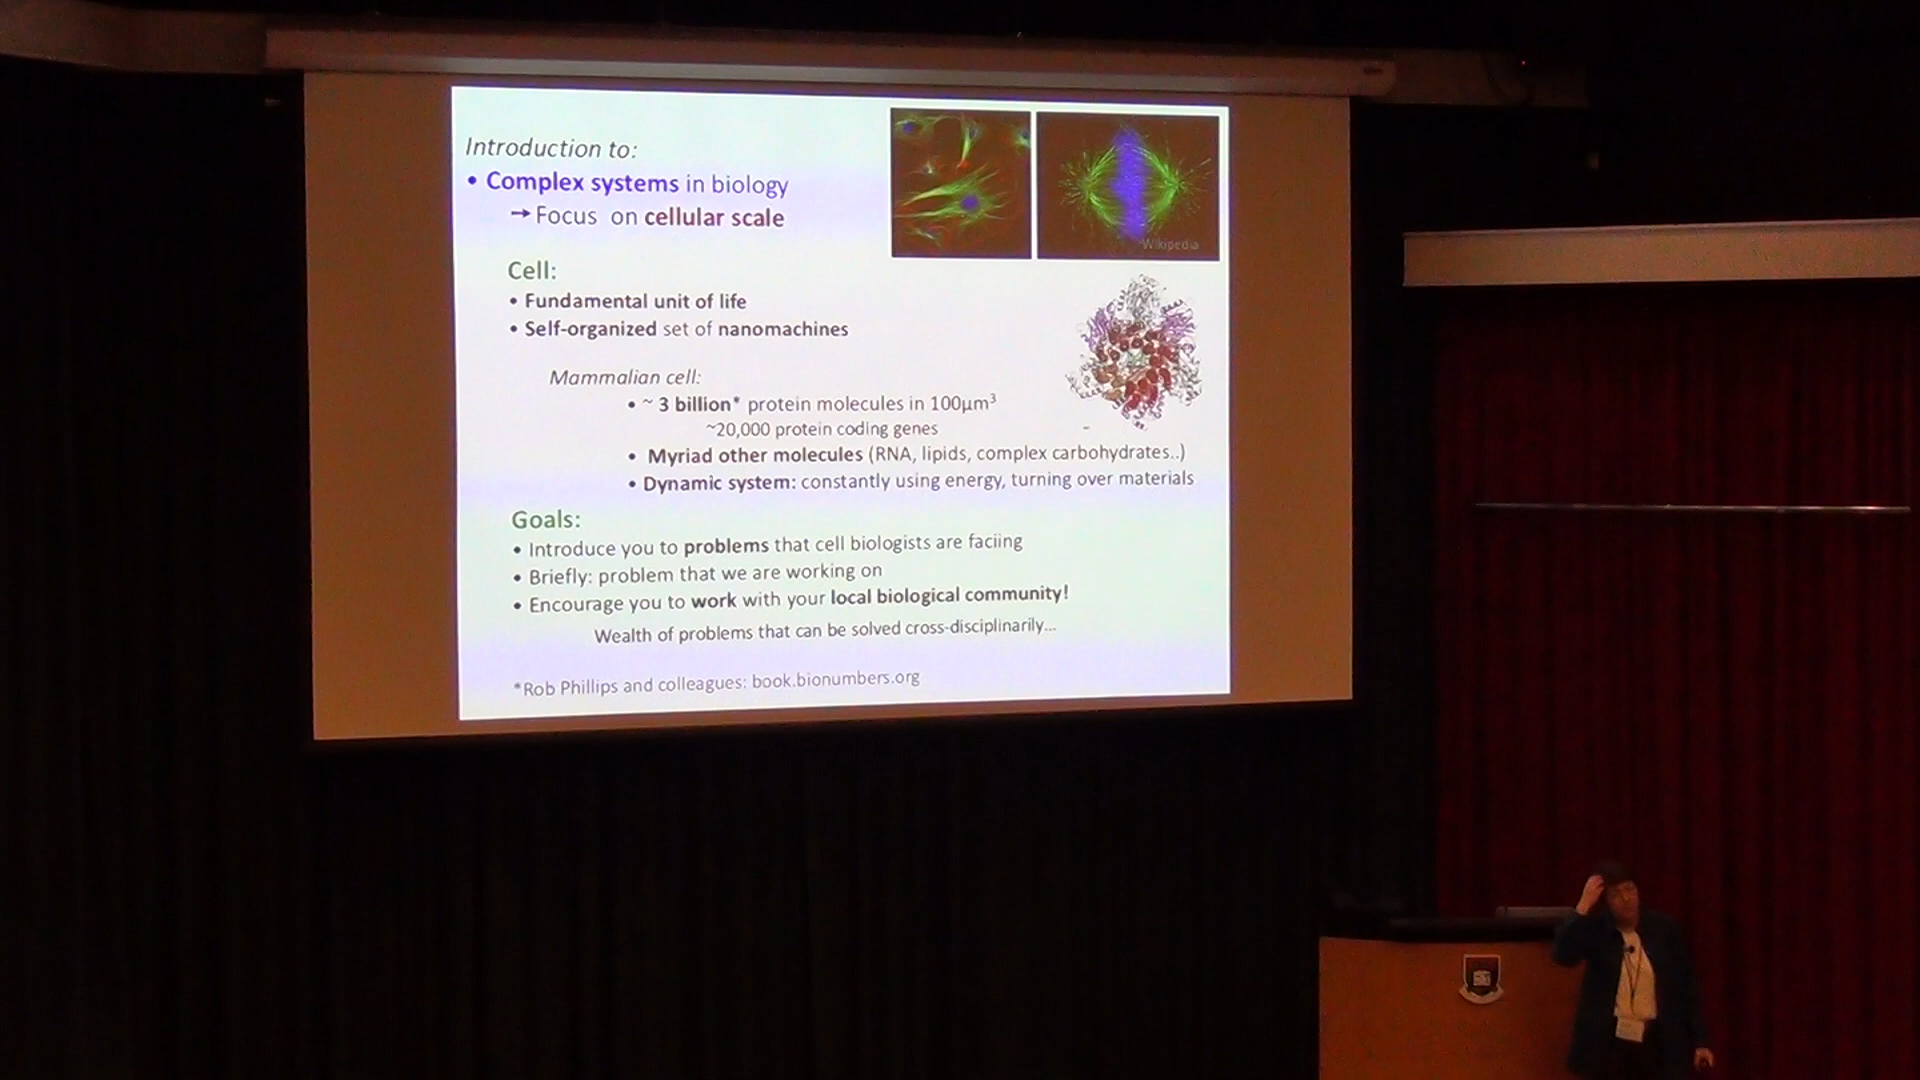 Introduction to:
• Complex systems in biology
→ Focus on cellular scale
Wikipedia
Cell:
• Fundamental unit of life
• Self-organized set of nanomachines
Mammalian cell:
• ~ 3 billion* protein molecules in 100µm³
~20,000 protein coding genes
• Myriad other molecules (RNA, lipids, complex carbohydrates..)
• Dynamic system: constantly using energy, turning over materials
Goals:
• Introduce you to problems that cell biologists are faciing
• Briefly: problem that we are working on
• Encourage you to work with your local biological community!
Wealth of problems that can be solved cross-disciplinarily...
*Rob Phillips and colleagues: book.bionumbers.org